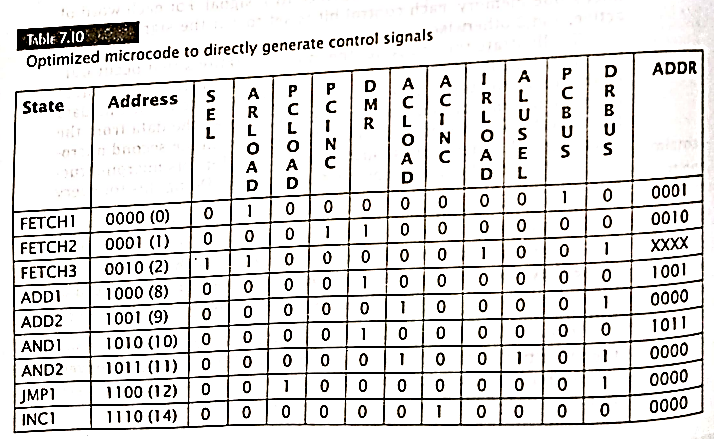 Table 7.10
Optimized microcode to directly generate control signals
State Address SEL ARLOAD PCLOAD PCINC DMR ACLOAD ACINC IRLOAD ALUSEL PCBUS DRBUS ADDR
FETCH1 0000 (0) 0 1 0 0 0 0 0 0 0 1 0 0001
FETCH2 0001 (1) 0 0 0 1 1 0 0 0 0 0 0 0010
FETCH3 0010 (2) 1 1 0 0 0 0 0 1 0 0 1 XXXX
ADD1 1000 (8) 0 0 0 0 1 0 0 0 0 0 0 1001
ADD2 1001 (9) 0 0 0 0 0 1 0 0 0 0 1 0000
AND1 1010 (10) 0 0 0 0 1 0 0 0 0 0 0 1011
AND2 1011 (11) 0 0 0 0 0 1 0 0 1 0 1 0000
JMP1 1100 (12) 0 0 1 0 0 0 0 0 0 0 1 0000
INC1 1110 (14) 0 0 0 0 0 0 1 0 0 0 0 0000